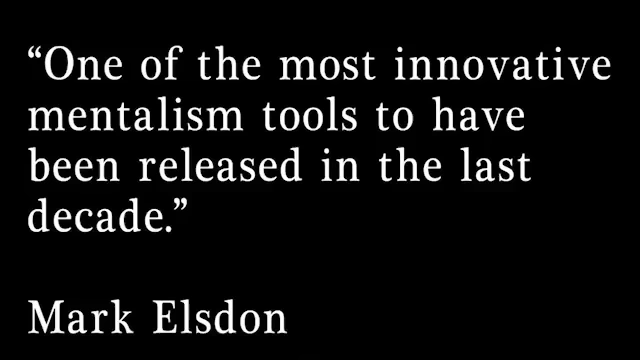 “One of the most innovative
mentalism tools to have
been released in the last
decade.”
Mark Elsdon